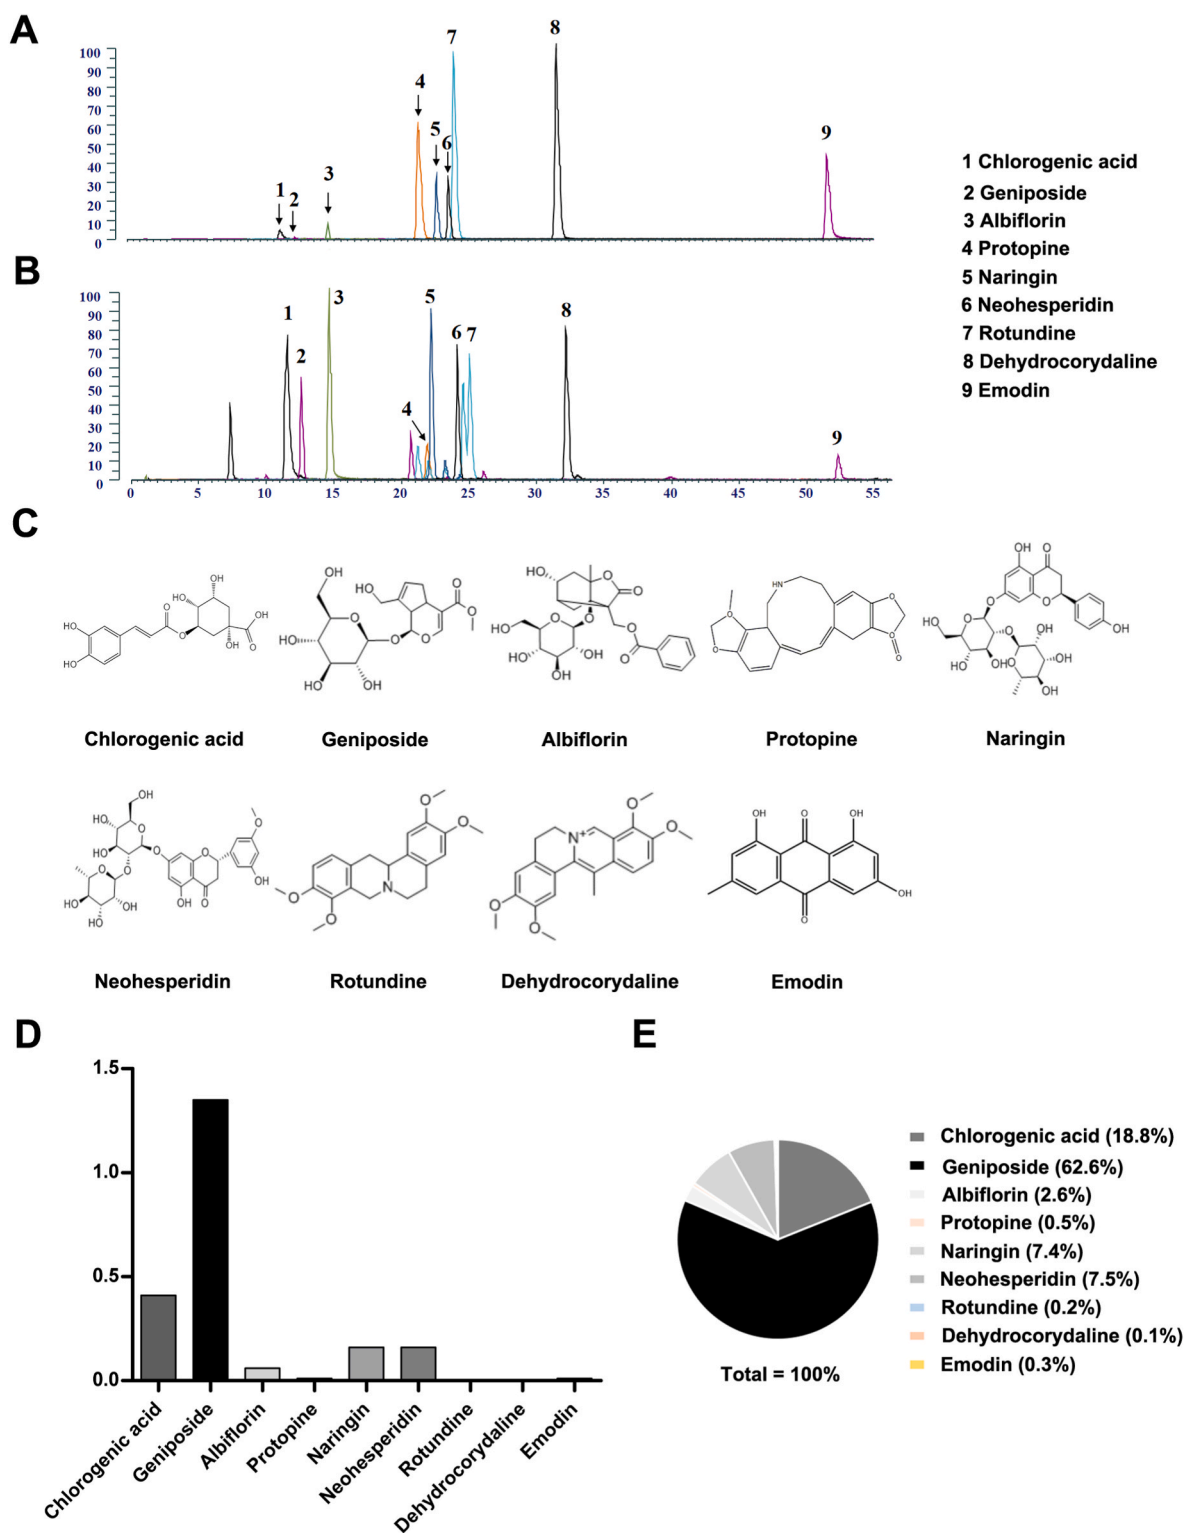 A
100
90
80
70
60
50
40
30
20
10
0
1
2
3
4
5
6
7
8
9
1 Chlorogenic acid
2 Geniposide
3 Albiflorin
4 Protopine
5 Naringin
6 Neohesperidin
7 Rotundine
8 Dehydrocorydaline
9 Emodin
B
100
90
80
70
60
50
40
30
20
10
0
1
2
3
4
5
6
7
8
9
0 5 10 15 20 25 30 35 40 45 50 55
C
Chlorogenic acid Geniposide Albiflorin Protopine Naringin
Neohesperidin Rotundine Dehydrocorydaline Emodin
D
1.5
1.0
0.5
0.0
Chlorogenic acid
Geniposide
Albiflorin
Protopine
Naringin
Neohesperidin
Rotundine
Dehydrocorydaline
Emodin
E
Total = 100%
Chlorogenic acid (18.8%)
Geniposide (62.6%)
Albiflorin (2.6%)
Protopine (0.5%)
Naringin (7.4%)
Neohesperidin (7.5%)
Rotundine (0.2%)
Dehydrocorydaline (0.1%)
Emodin (0.3%)